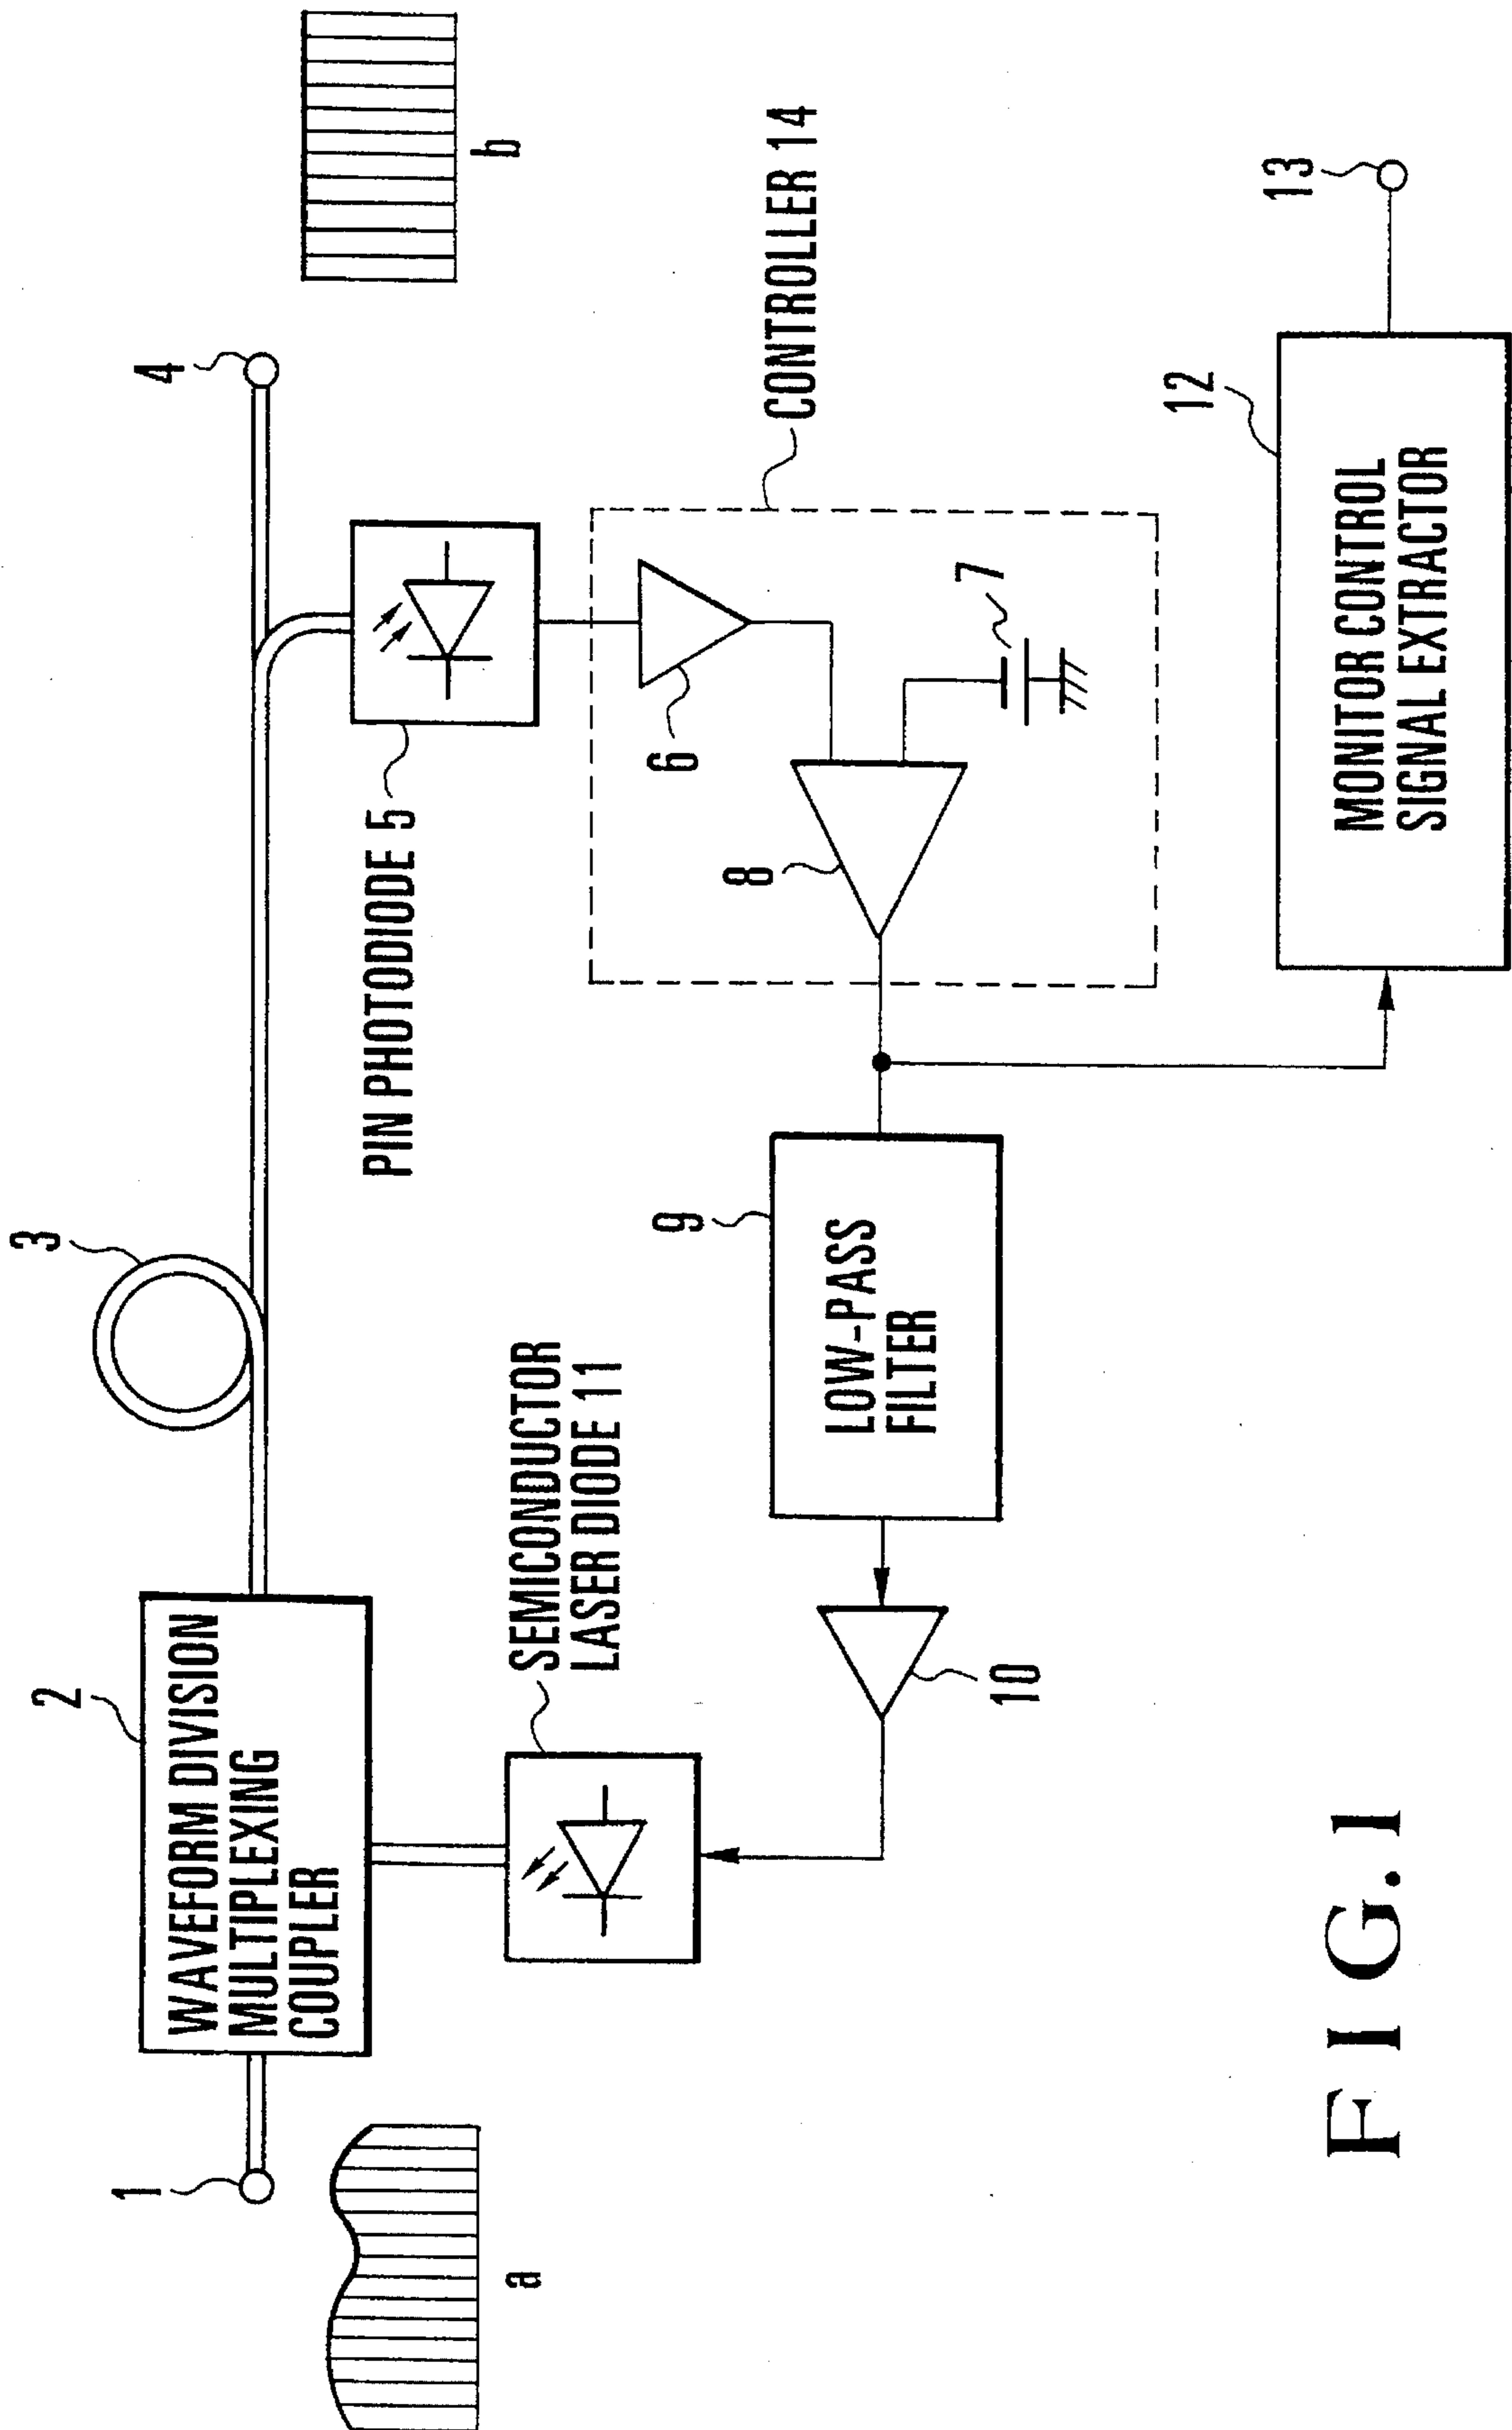 3
2
WAVEFORM DIVISION
MULTIPLEXING
COUPLER
1
4
a
b
PIN PHOTODIODE 5
SEMICONDUCTOR
LASER DIODE 11
CONTROLLER 14
6
7
8
9
LOW-PASS
FILTER
10
12
13
MONITOR CONTROL
SIGNAL EXTRACTOR
FIG.1